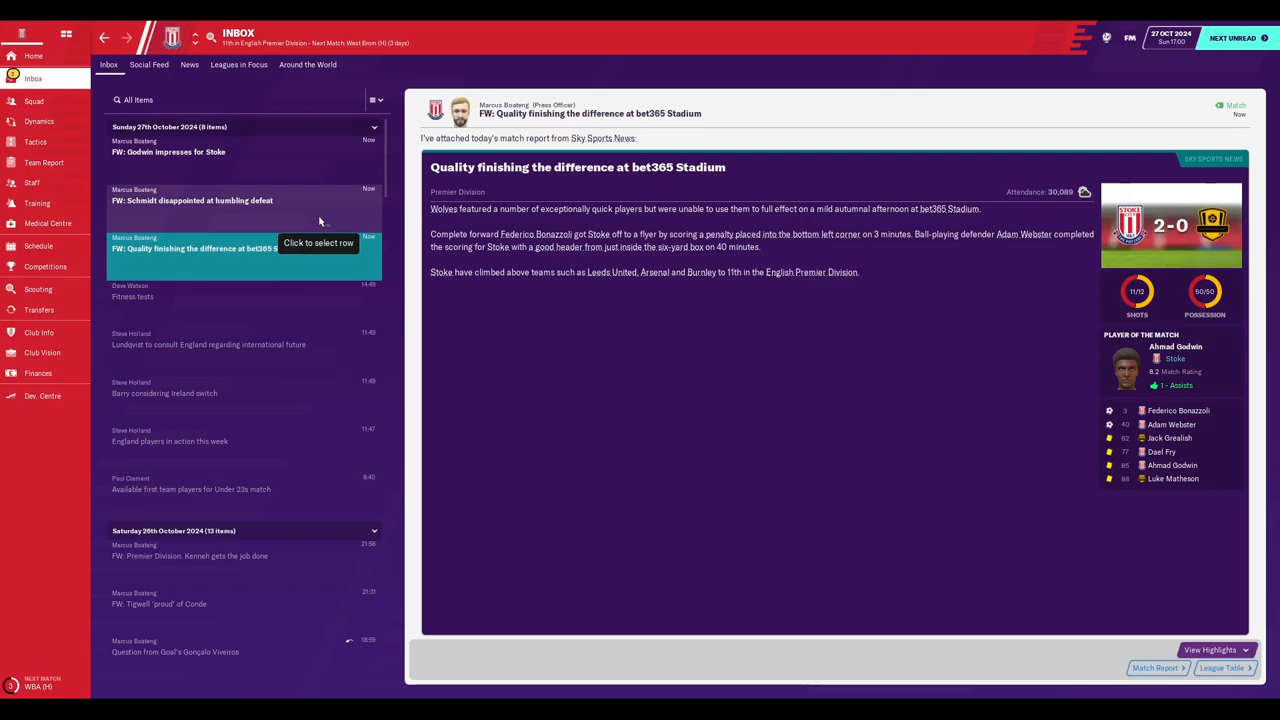 INBOX
11th in English Premier Division - Next Match: West Brom (H) (3 days)
FM
27 OCT 2024
Sun 17:00
NEXT UNREAD
Home
2
Inbox
Squad
Dynamics
Tactics
Team Report
Staff
Training
Medical Centre
Schedule
Competitions
Scouting
Transfers
Club Info
Club Vision
Finances
Dev. Centre
3
NEXT MATCH
WBA (H)
Inbox Social Feed News Leagues in Focus Around the World
All Items
Sunday 27th October 2024 (8 items)
Marcus Boateng Now
FW: Godwin impresses for Stoke
Marcus Boateng Now
FW: Schmidt disappointed at humbling defeat
Click to select row
Marcus Boateng Now
FW: Quality finishing the difference at bet365 S
Dave Watson 14:49
Fitness tests
Steve Holland 11:49
Lundqvist to consult England regarding international future
Steve Holland 11:49
Barry considering Ireland switch
Steve Holland 11:47
England players in action this week
Paul Clement 8:40
Available first team players for Under 23s match
Saturday 26th October 2024 (13 items)
Marcus Boateng 21:58
FW: Premier Division: Kenneh gets the job done
Marcus Boateng 21:31
FW: Tigwell 'proud' of Conde
Marcus Boateng 18:59
Question from Goal's Gonçalo Viveiros
Marcus Boateng (Press Officer)
FW: Quality finishing the difference at bet365 Stadium
Match
Now
I've attached today's match report from Sky Sports News:
Quality finishing the difference at bet365 Stadium
SKY SPORTS NEWS
Premier Division
Attendance: 30,089
Wolves featured a number of exceptionally quick players but were unable to use them to full effect on a mild autumnal afternoon at bet365 Stadium.
Complete forward Federico Bonazzoli got Stoke off to a flyer by scoring a penalty placed into the bottom left corner on 3 minutes. Ball-playing defender Adam Webster completed
the scoring for Stoke with a good header from just inside the six-yard box on 40 minutes.
Stoke have climbed above teams such as Leeds United, Arsenal and Burnley to 11th in the English Premier Division.
2-0
11/12
SHOTS
50/50
POSSESSION
PLAYER OF THE MATCH
Ahmad Godwin
Stoke
8.2 Match Rating
1 - Assists
3 Federico Bonazzoli
40 Adam Webster
62 Jack Grealish
77 Dael Fry
85 Ahmad Godwin
88 Luke Matheson
View Highlights
Match Report
League Table